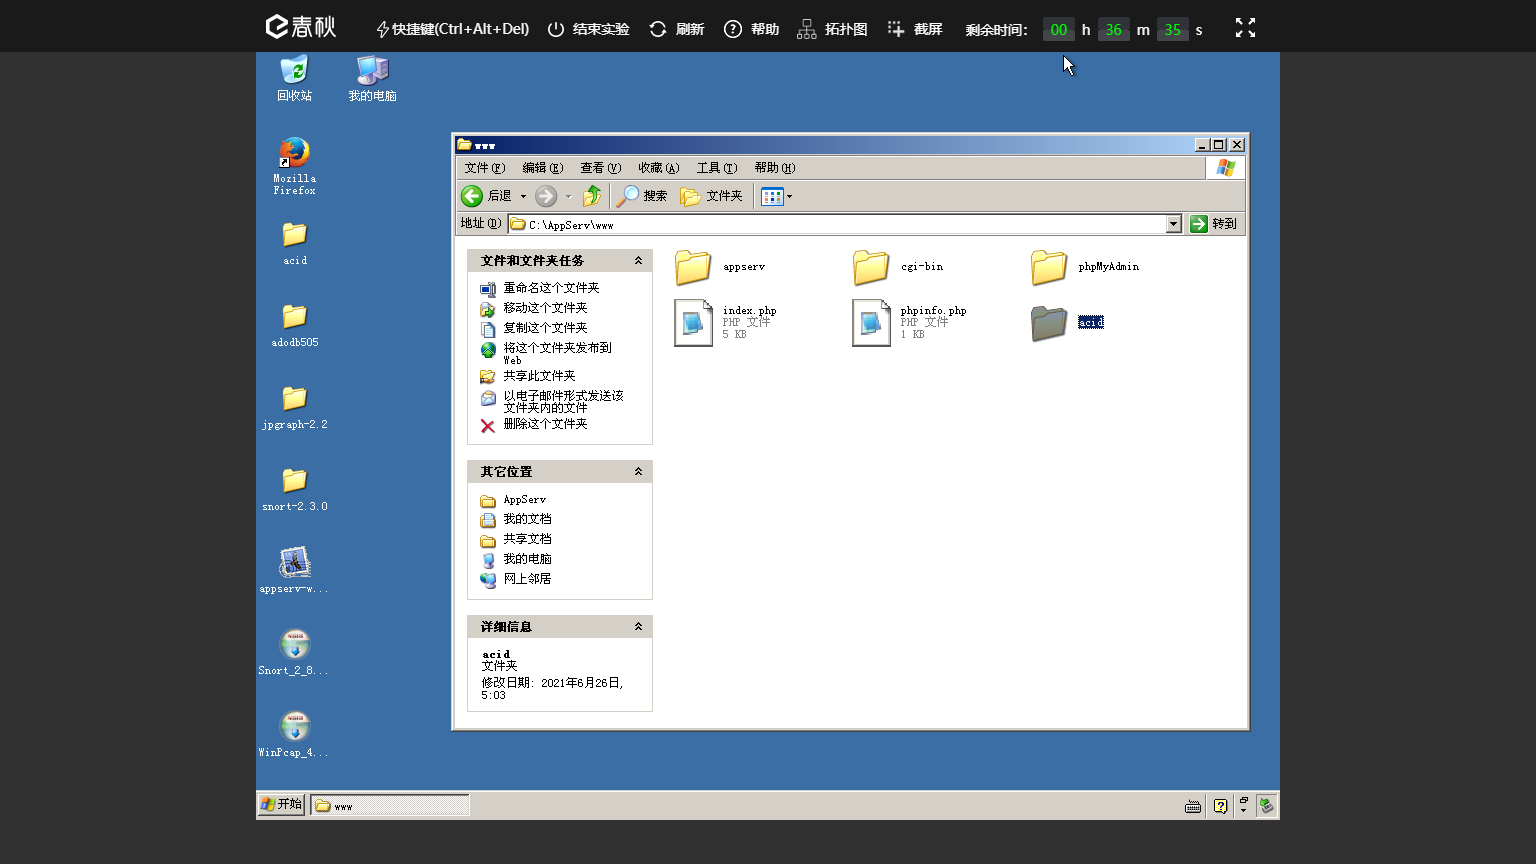 e春秋
快捷键(Ctrl+Alt+Del) 结束实验 刷新 帮助 拓扑图 截屏 剩余时间： 00 h 36 m 35 s
回收站
我的电脑
Mozilla
Firefox
acid
adodb505
jpgraph-2.2
snort-2.3.0
appserv-w...
Snort_2_8...
WinPcap_4...
www
文件(F) 编辑(E) 查看(V) 收藏(A) 工具(T) 帮助(H)
后退 搜索 文件夹
地址(D) C:\AppServ\www 转到
文件和文件夹任务
重命名这个文件夹
移动这个文件夹
复制这个文件夹
将这个文件夹发布到
Web
共享此文件夹
以电子邮件形式发送该
文件夹内的文件
删除这个文件夹
其它位置
AppServ
我的文档
共享文档
我的电脑
网上邻居
详细信息
acid
文件夹
修改日期: 2021年6月26日,
5:03
appserv
cgi-bin
phpMyAdmin
index.php
PHP 文件
5 KB
phpinfo.php
PHP 文件
1 KB
acid
开始 www